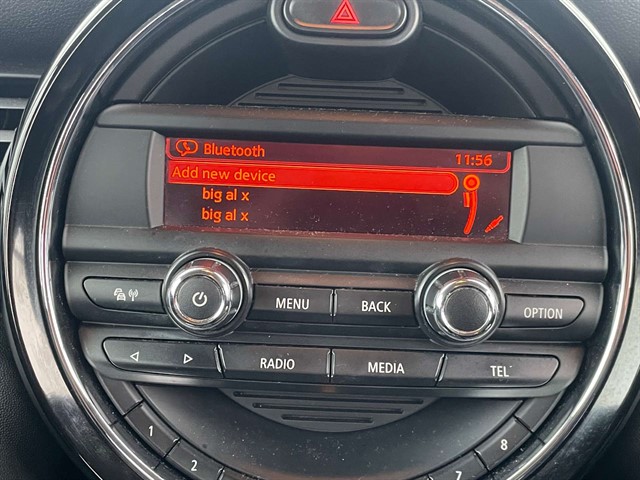 Bluetooth 11:56
Add new device
big al x
big al x
MENU BACK OPTION
RADIO MEDIA TEL
1 8
2 7